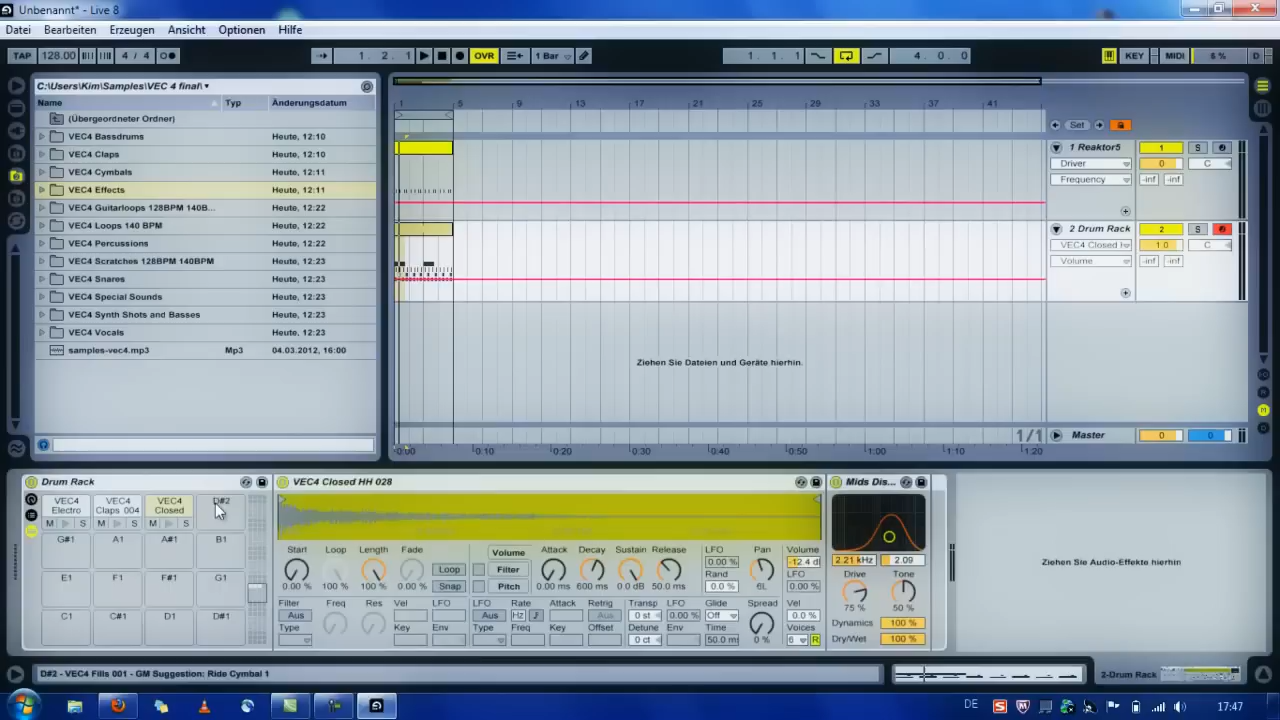 Unbenannt* - Live 8
Datei Bearbeiten Erzeugen Ansicht Optionen Hilfe
TAP 128.00 4 / 4 1. 2. 1 OVR 1 Bar 1. 1. 1 4. 0. 0 KEY MIDI 6 % D
C:\Users\Kim\Samples\VEC 4 final\
Name Typ Änderungsdatum
(Übergeordneter Ordner)
VEC4 Bassdrums Heute, 12:10
VEC4 Claps Heute, 12:10
VEC4 Cymbals Heute, 12:11
VEC4 Effects Heute, 12:11
VEC4 Guitarloops 128BPM 140B... Heute, 12:22
VEC4 Loops 140 BPM Heute, 12:22
VEC4 Percussions Heute, 12:22
VEC4 Scratches 128BPM 140BPM Heute, 12:23
VEC4 Snares Heute, 12:23
VEC4 Special Sounds Heute, 12:23
VEC4 Synth Shots and Basses Heute, 12:23
VEC4 Vocals Heute, 12:23
samples-vec4.mp3 Mp3 04.03.2012, 16:00
1 5 9 13 17 21 25 29 33 37 41
Set
1 Reaktor5 1 S
Driver 0 C
Frequency -inf -inf
2 Drum Rack 2 S
VEC4 Closed H 1 0 C
Volume -inf -inf
Ziehen Sie Dateien und Geräte hierhin.
1/1 Master 0 0
0:00 0:10 0:20 0:30 0:40 0:50 1:00 1:10 1:20
Drum Rack
VEC4 Electro VEC4 Claps 004 VEC4 Closed D#2
M S M S M S
G#1 A1 A#1 B1
E1 F1 F#1 G1
C1 C#1 D1 D#1
VEC4 Closed HH 028
Start Loop Length Fade Loop Snap
0.00 % 100 % 100 % 0.00 %
Volume Filter Pitch
Attack Decay Sustain Release
0.00 ms 600 ms 0.0 dB 50.0 ms
LFO 0.00 % Rand 0.0 %
Pan 6L
Volume -12.4 d LFO 0.00 %
Filter Freq Res Vel LFO
Aus
Type Key Env
LFO Rate Attack Retrig
Aus Hz Aus
Type Freq Key Offset
Transp LFO Glide Spread Vel
0 st 0.00 % Off 0.0 %
Detune Env Time Voices
0 ct 50.0 ms 0 % 6 R
Mids Dis...
2.21 kHz 2.09
Drive Tone
75 % 50 %
Dynamics 100 %
Dry/Wet 100 %
Ziehen Sie Audio-Effekte hierhin
D#2 - VEC4 Fills 001 - GM Suggestion: Ride Cymbal 1
2-Drum Rack
DE 17:47